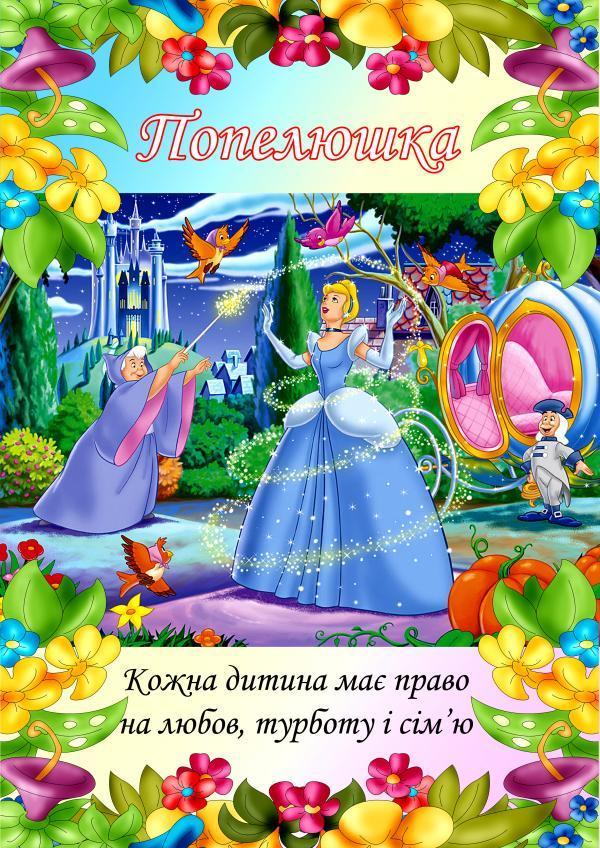 Попелюшка
Кожна дитина має право
на любов, турботу і сім’ю